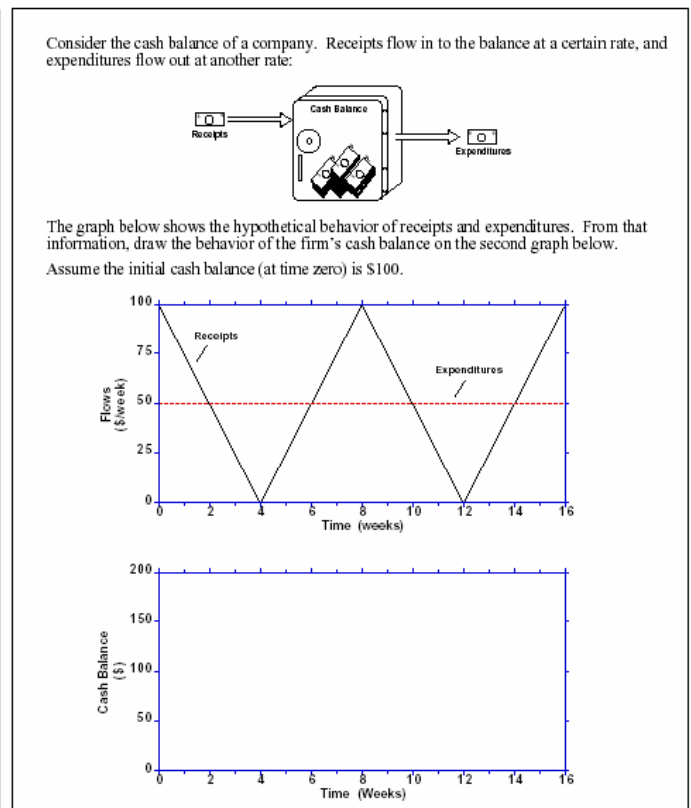 Consider the cash balance of a company. Receipts flow in to the balance at a certain rate, and
expenditures flow out at another rate:
Cash Balance
Receipts
Expenditures
The graph below shows the hypothetical behavior of receipts and expenditures. From that
information, draw the behavior of the firm's cash balance on the second graph below.
Assume the initial cash balance (at time zero) is $100.
100
Receipts
75
Expenditures
Flows
($/week)
50
25
0
0 2 4 6 8 10 12 14 16
Time (weeks)
200
150
Cash Balance
($)
100
50
0
0 2 4 6 8 10 12 14 16
Time (Weeks)